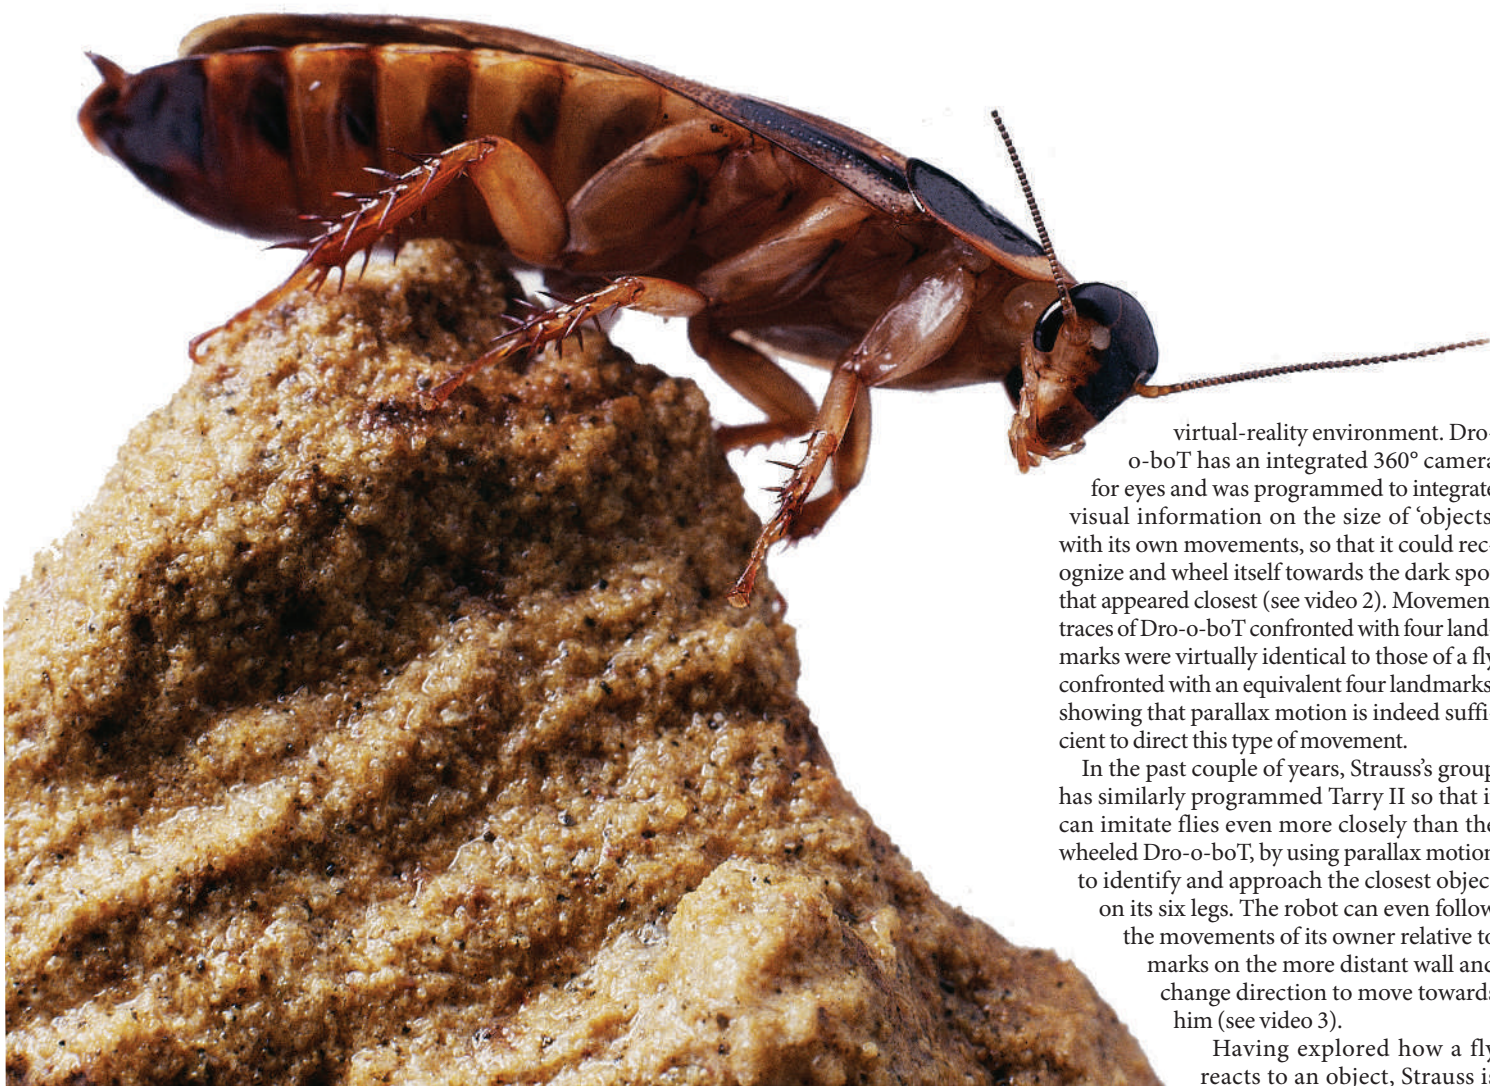 virtual-reality environment. Dro-
o-boT has an integrated 360° camera
for eyes and was programmed to integrate
visual information on the size of ‘objects’
with its own movements, so that it could rec-
ognize and wheel itself towards the dark spot
that appeared closest (see video 2). Movement
traces of Dro-o-boT confronted with four land-
marks were virtually identical to those of a fly
confronted with an equivalent four landmarks,
showing that parallax motion is indeed suffi-
cient to direct this type of movement.
In the past couple of years, Strauss’s group
has similarly programmed Tarry II so that it
can imitate flies even more closely than the
wheeled Dro-o-boT, by using parallax motion
to identify and approach the closest object
on its six legs. The robot can even follow
the movements of its owner relative to
marks on the more distant wall and
change direction to move towards
him (see video 3).
Having explored how a fly
reacts to an object, Strauss is